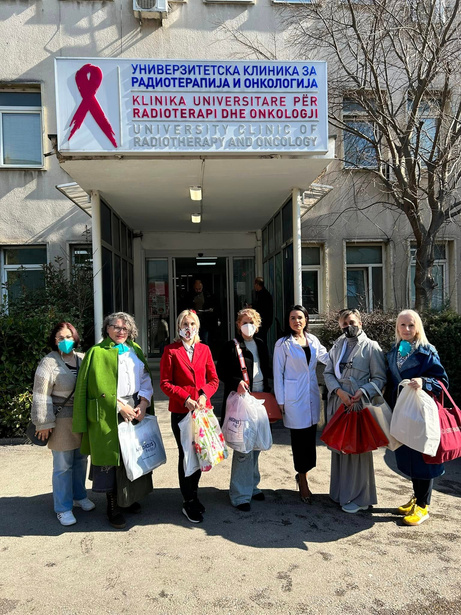 УНИВЕРЗИТЕТСКА КЛИНИКА ЗА
РАДИОТЕРАПИЈА И ОНКОЛОГИЈА
KLINIKA UNIVERSITARE PËR
RADIOTERAPI DHE ONKOLOGJI
UNIVERSITY CLINIC OF
RADIOTHERAPY AND ONCOLOGY